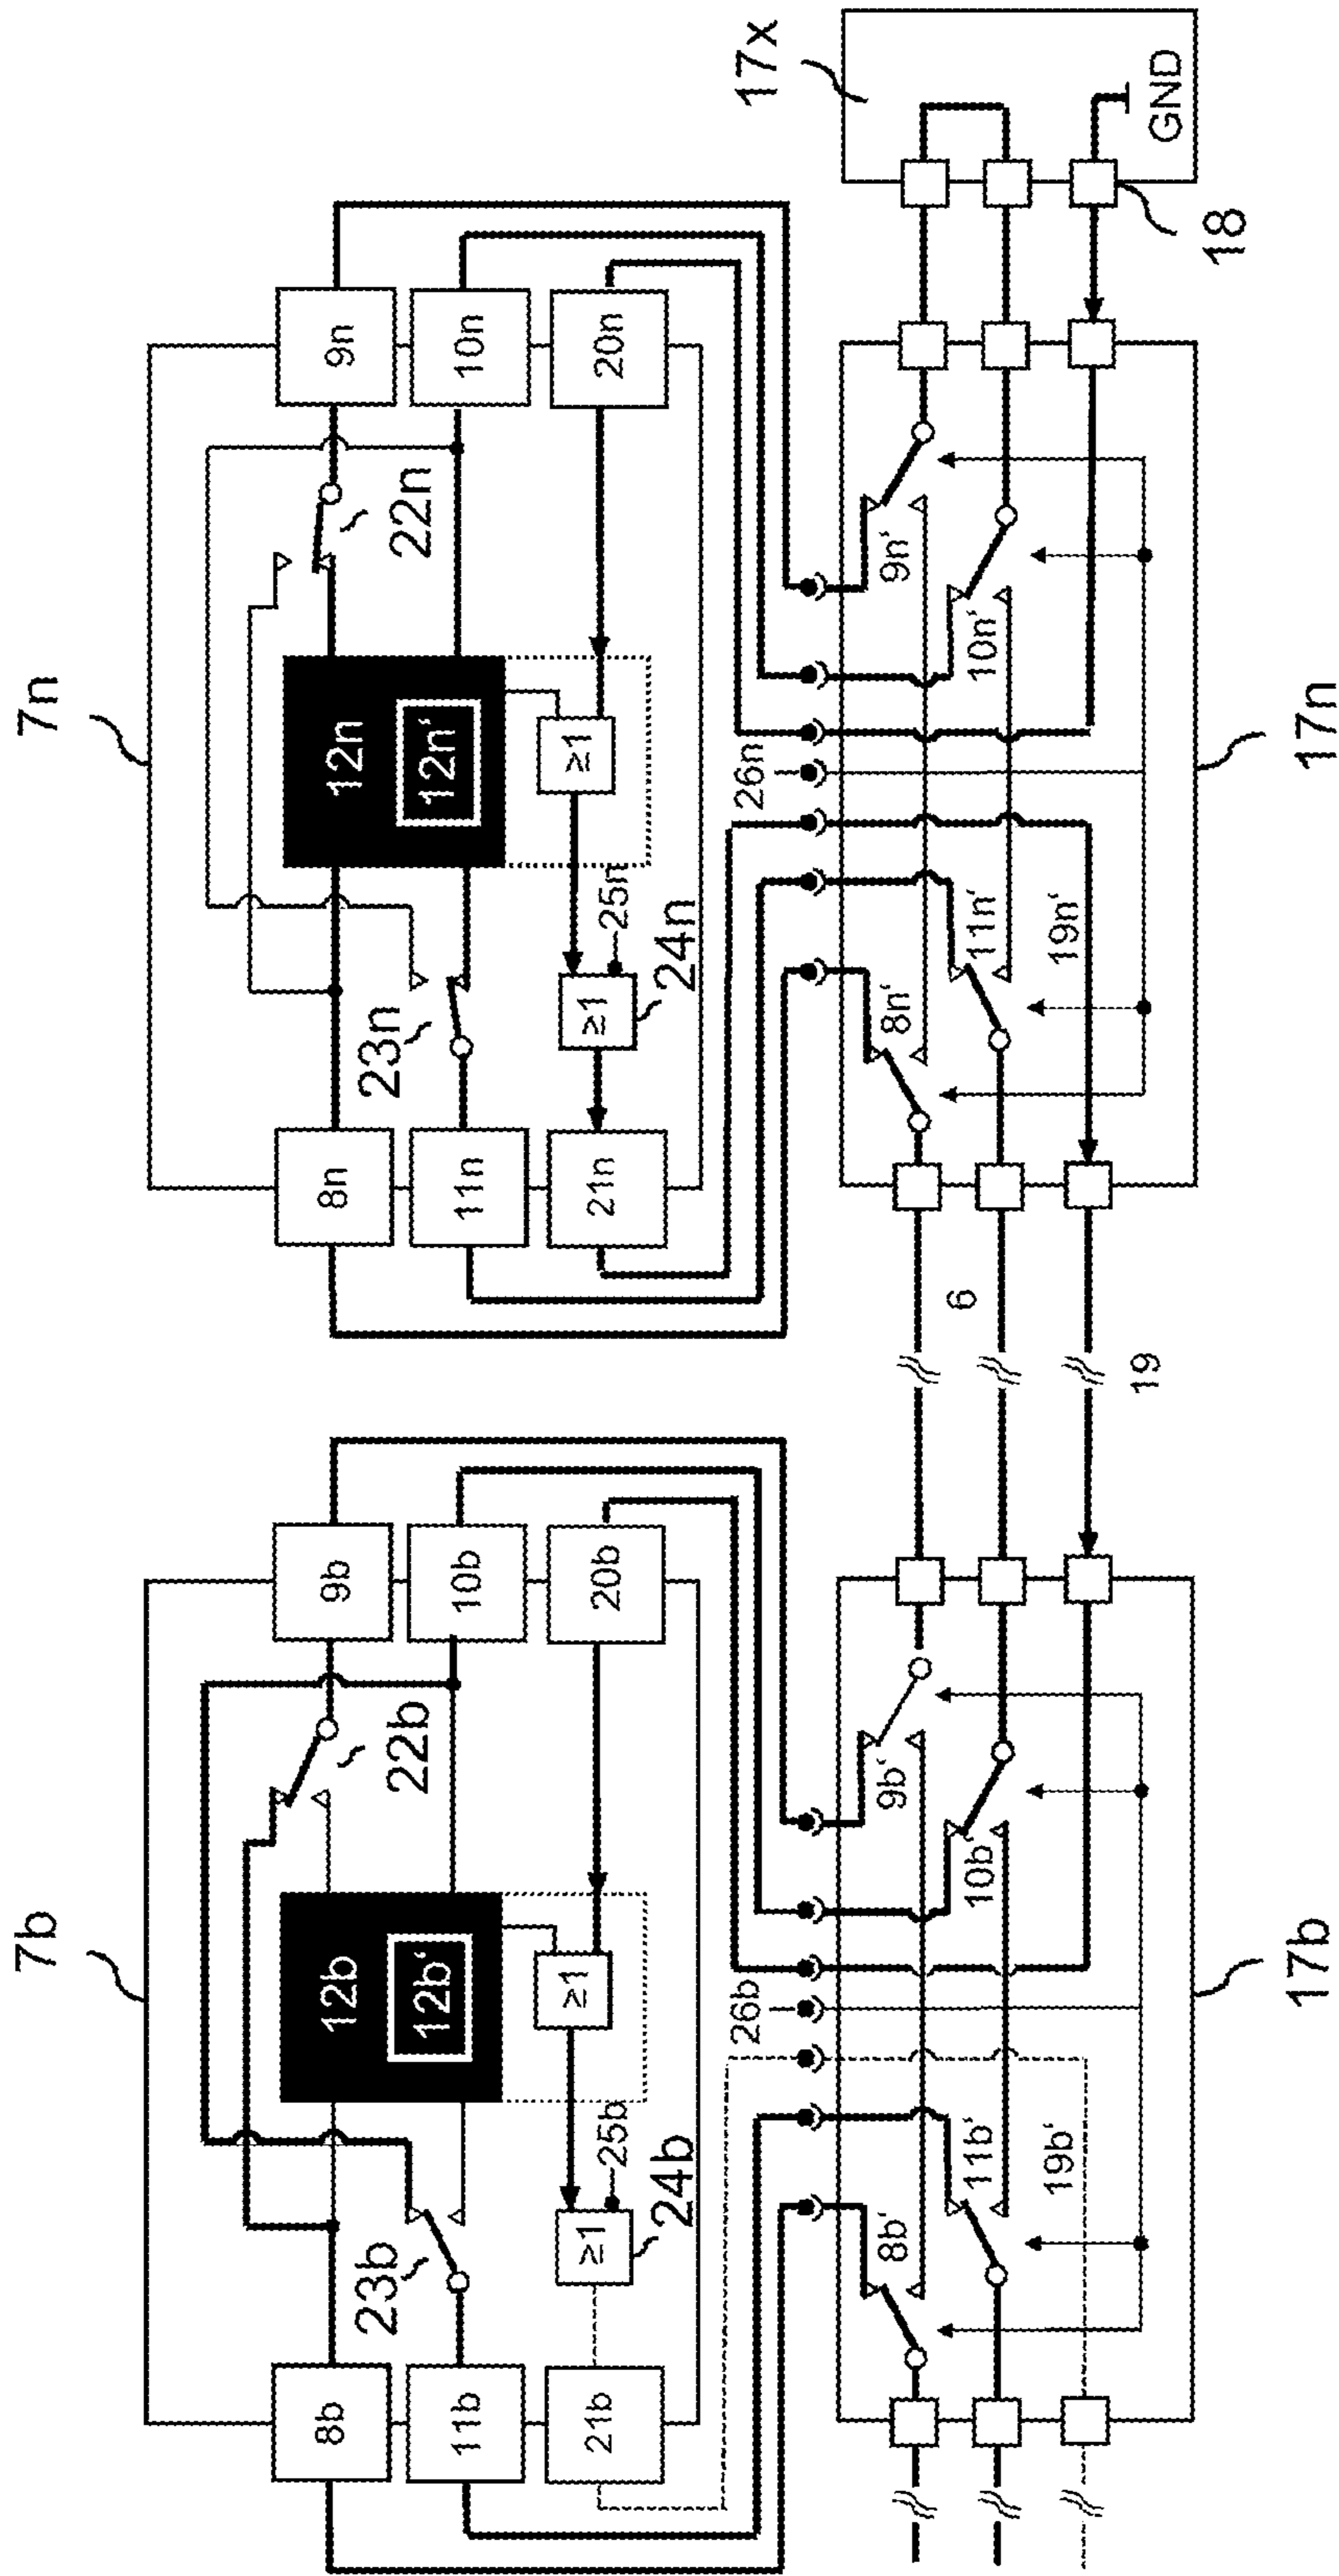 7b
7n
8b
9b
8n
9n
12b
12n
22b
22n
23b
23n
11b
12b'
10b
11n
12n'
10n
21b
≥1
≥1
20b
21n
≥1
≥1
20n
25b
25n
24b
24n
26b
26n
17x
8b'
9b'
8n'
9n'
11b'
10b'
6
11n'
10n'
19b'
19
19n'
GND
18
17b
17n